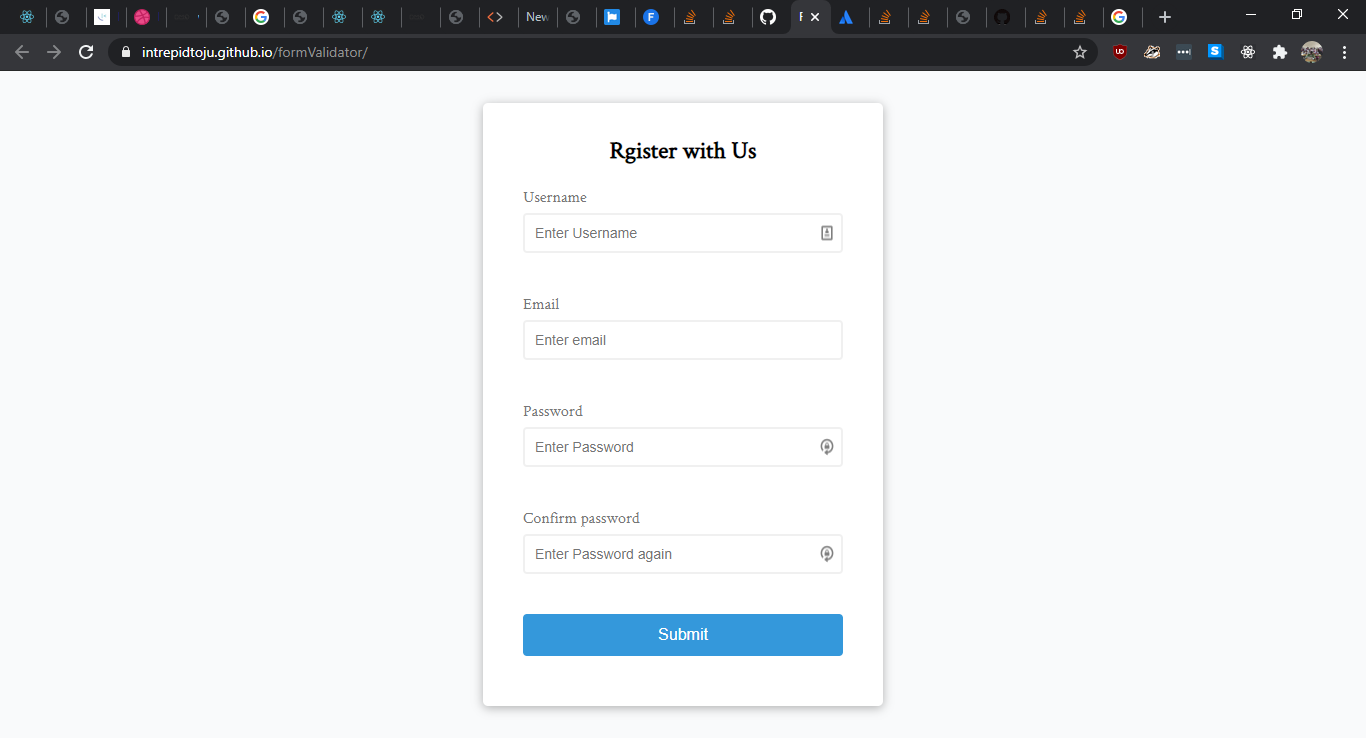 New
intrepidtoju.github.io/formValidator/
Rgister with Us
Username
Enter Username
Email
Enter email
Password
Enter Password
Confirm password
Enter Password again
Submit